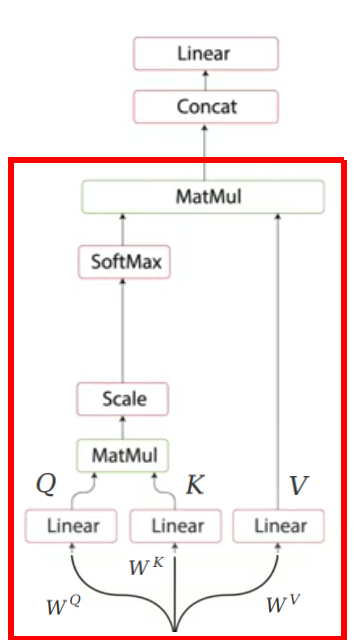 Linear
Concat
MatMul
SoftMax
Scale
MatMul
Q K V
Linear Linear Linear
W^Q W^K W^V